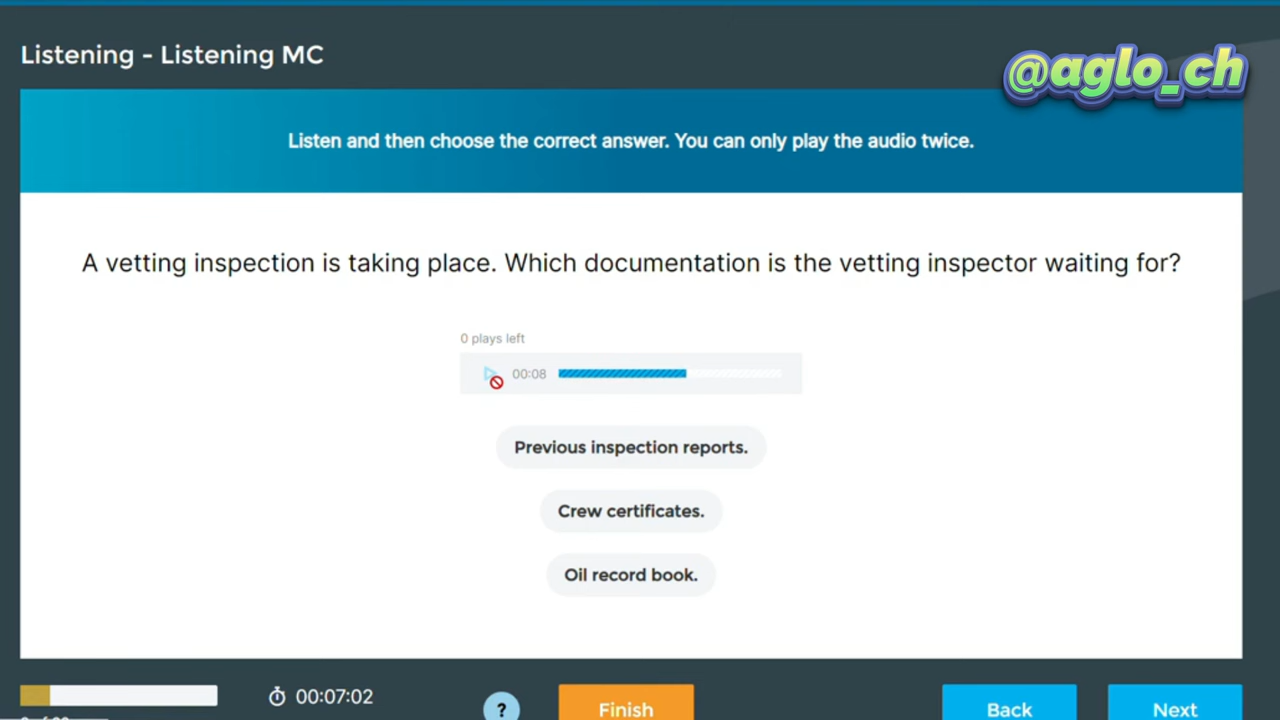 Listening - Listening MC
@aglo_ch
Listen and then choose the correct answer. You can only play the audio twice.
A vetting inspection is taking place. Which documentation is the vetting inspector waiting for?
0 plays left
00:08
Previous inspection reports.
Crew certificates.
Oil record book.
00:07:02
?
Finish
Back
Next